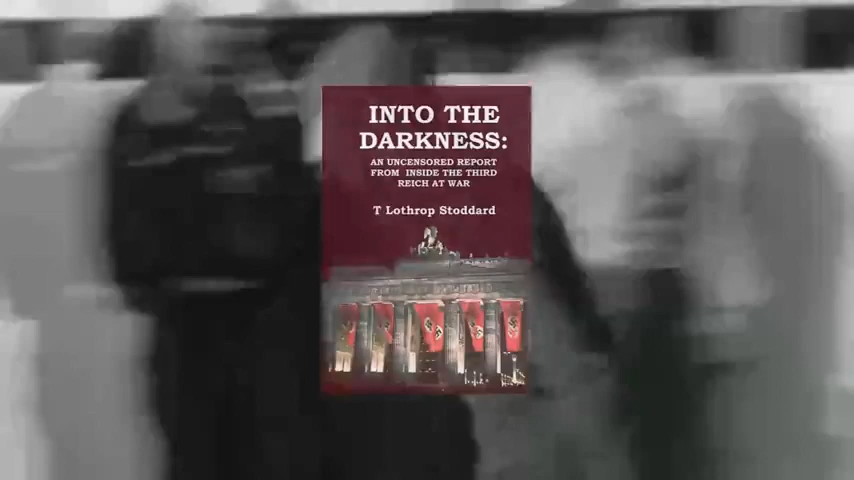 INTO THE
DARKNESS:
AN UNCENSORED REPORT
FROM INSIDE THE THIRD
REICH AT WAR
T Lothrop Stoddard